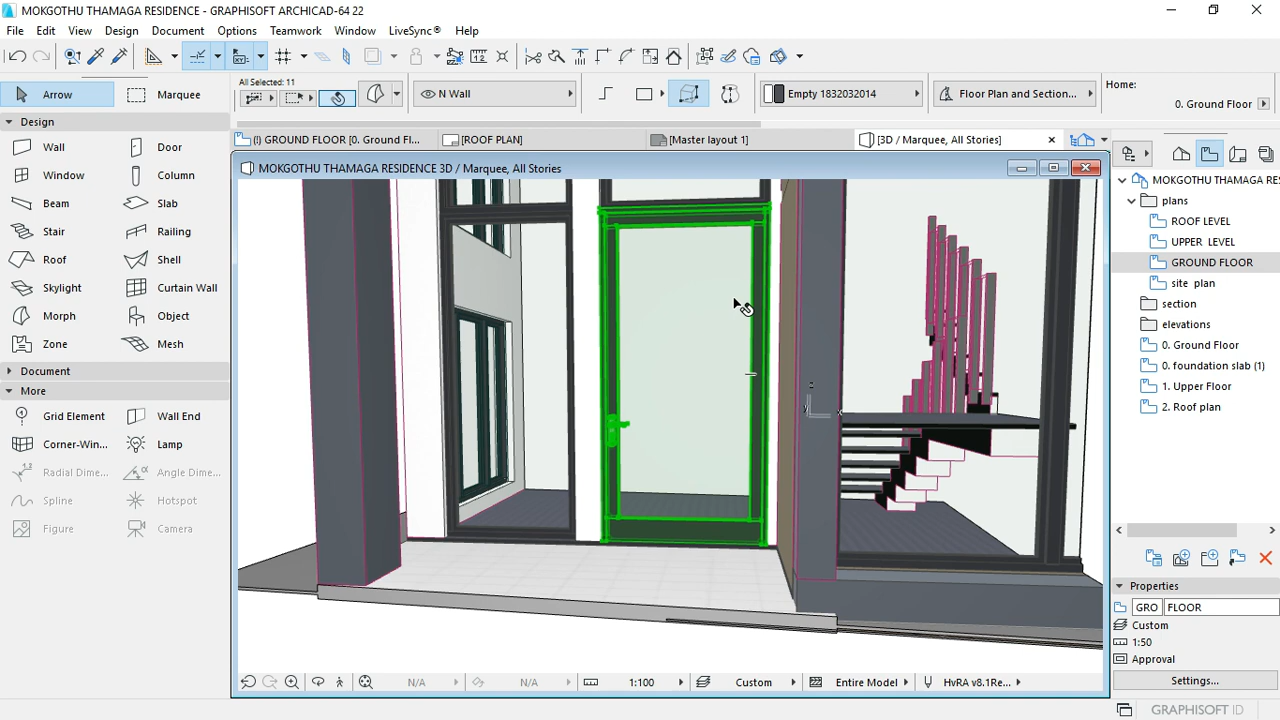 MOKGOTHU THAMAGA RESIDENCE - GRAPHISOFT ARCHICAD-64 22
File Edit View Design Document Options Teamwork Window LiveSync® Help
All Selected: 11
Arrow Marquee
N Wall
Empty 1832032014
Floor Plan and Section...
Home:
0. Ground Floor
Design
Wall Door
Window Column
Beam Slab
Stair Railing
Roof Shell
Skylight Curtain Wall
Morph Object
Zone Mesh
Document
More
Grid Element Wall End
Corner-Win... Lamp
Radial Dime... Angle Dime...
Spline Hotspot
Figure Camera
(!) GROUND FLOOR [0. Ground Fl...
[ROOF PLAN]
[Master layout 1]
[3D / Marquee, All Stories]
MOKGOTHU THAMAGA RESIDENCE 3D / Marquee, All Stories
MOKGOTHU THAMAGA RES
plans
ROOF LEVEL
UPPER LEVEL
GROUND FLOOR
site plan
section
elevations
0. Ground Floor
0. foundation slab (1)
1. Upper Floor
2. Roof plan
Properties
GRO FLOOR
Custom
1:50
Approval
Settings...
N/A N/A 1:100 Custom Entire Model HvRA v8.1Re...
GRAPHISOFT ID